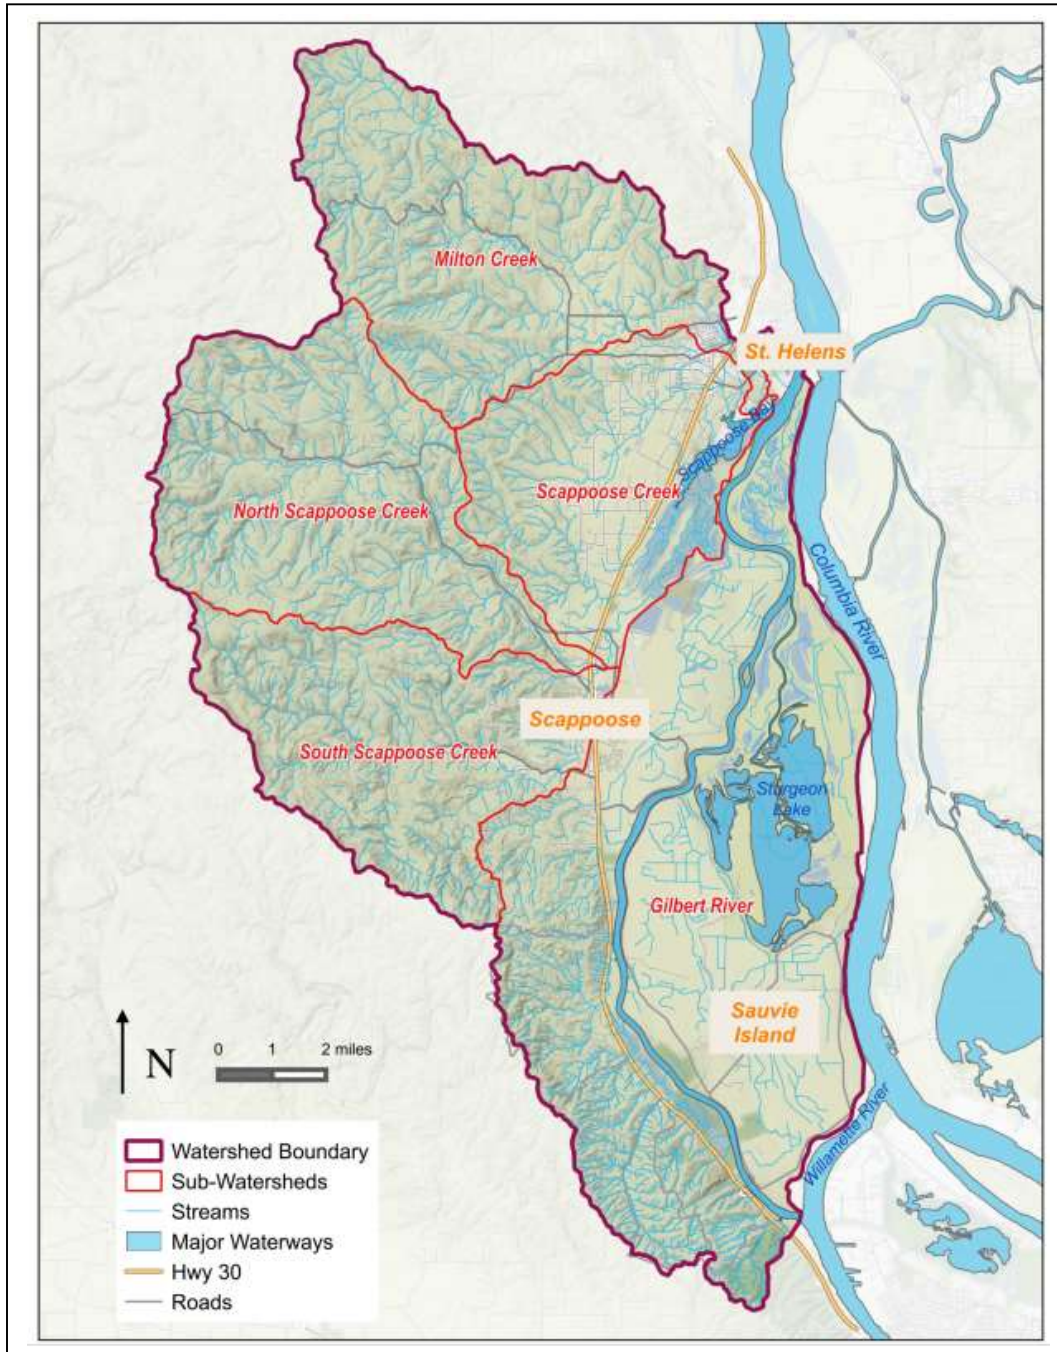 Milton Creek
St. Helens
Scappoose Bay
Scappoose Creek
North Scappoose Creek
Columbia River
Scappoose
South Scappoose Creek
Sturgeon
Lake
Gilbert River
Sauvie
Island
Willamette River
N
0 1 2 miles
Watershed Boundary
Sub-Watersheds
Streams
Major Waterways
Hwy 30
Roads